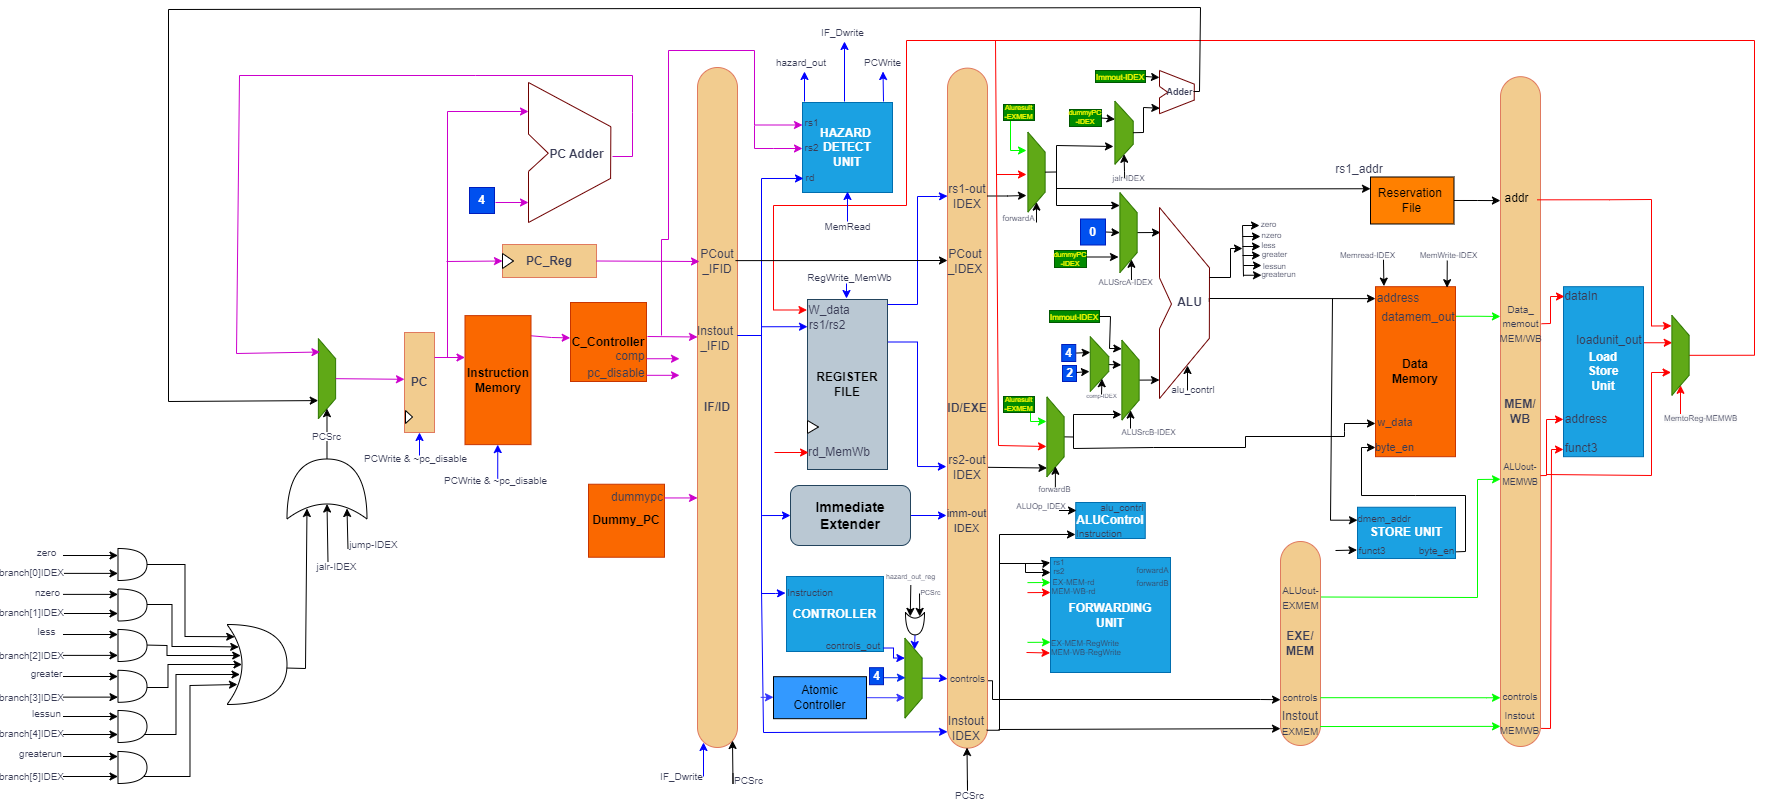 IF_Dwrite
hazard_out
PCWrite
rs1
rs2
rd
HAZARD
DETECT
UNIT
MemRead
PC Adder
4
PC_Reg
PCout
_IFID
Instout
_IFID
IF/ID
C_Controller
comp
pc_disable
Instruction
Memory
PC
PCSrc
PCWrite & ~pc_disable
PCWrite & ~pc_disable
dummypc
Dummy_PC
jump-IDEX
jalr-IDEX
zero
branch[0]IDEX
nzero
branch[1]IDEX
less
branch[2]IDEX
greater
branch[3]IDEX
lessun
branch[4]IDEX
greaterun
branch[5]IDEX
IF_Dwrite
PCSrc
RegWrite_MemWb
W_data
rs1/rs2
REGISTER
FILE
rd_MemWb
Immediate
Extender
Instruction
CONTROLLER
controls_out
hazard_out_reg
PCSrc
4
Atomic
Controller
rs1-out
IDEX
PCout
_IDEX
ID/EXE
rs2-out
IDEX
imm-out
IDEX
controls
Instout
IDEX
PCSrc
Immout-IDEX
Adder
Aluresult
-EXMEM
dummyPC
-IDEX
jalr-IDEX
forwardA
0
dummyPC
-IDEX
ALUSrcA-IDEX
ALU
alu_contrl
zero
nzero
less
greater
lessun
greaterun
Immout-IDEX
4
2
comp-IDEX
ALUSrcB-IDEX
Aluresult
-EXMEM
forwardB
ALUOp_IDEX
alu_contrl
ALUControl
Instruction
rs1
rs2
EX-MEM-rd
MEM-WB-rd
forwardA
forwardB
FORWARDING
UNIT
EX-MEM-RegWrite
MEM-WB-RegWrite
rs1_addr
Reservation
File
Memread-IDEX
MemWrite-IDEX
address
datamem_out
Data
Memory
w_data
byte_en
dmem_addr
STORE UNIT
funct3
byte_en
ALUout-
EXMEM
EXE/
MEM
controls
Instout
EXMEM
addr
Data_
memout
MEM/WB
MEM/
WB
ALUout-
MEMWB
controls
Instout
MEMWB
dataIn
loadunit_out
Load
Store
Unit
address
funct3
MemtoReg-MEMWB